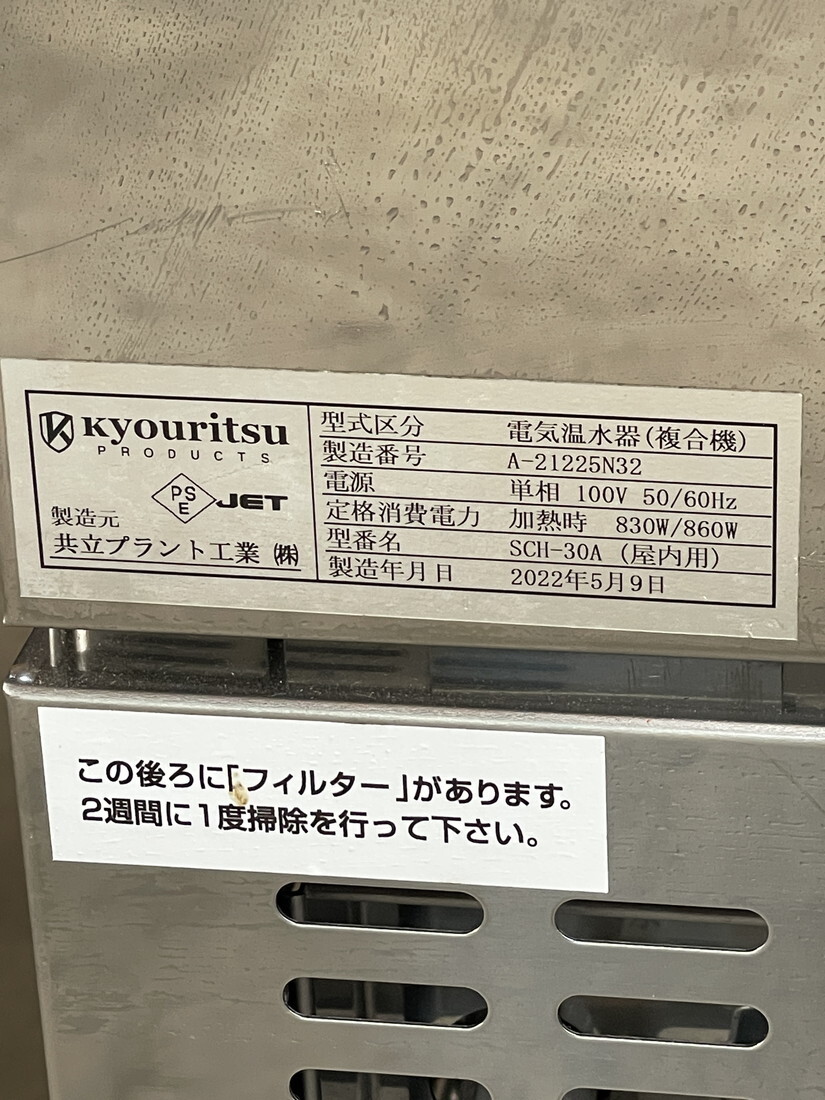 kyouritsu
PRODUCTS
PS
E
JET
製造元
共立プラント工業㈱
型式区分 電気温水器(複合機)
製造番号 A-21225N32
電源 単相 100V 50/60Hz
定格消費電力 加熱時 830W/860W
型番名 SCH-30A (屋内用)
製造年月日 2022年5月9日
この後ろに「フィルター」があります。
2週間に1度掃除を行って下さい。